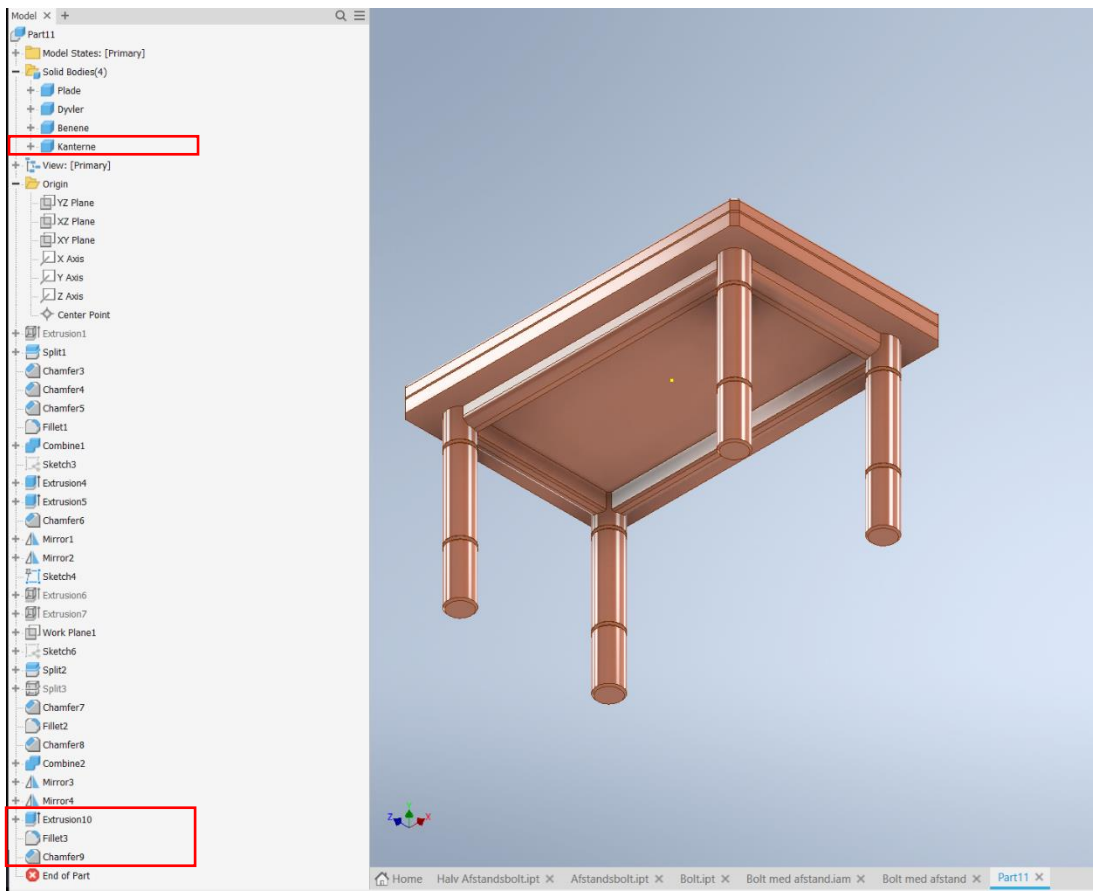 Model × +
Part11
Model States: [Primary]
Solid Bodies(4)
Plade
Dyvler
Benene
Kanterne
View: [Primary]
Origin
YZ Plane
XZ Plane
XY Plane
X Axis
Y Axis
Z Axis
Center Point
Extrusion1
Split1
Chamfer3
Chamfer4
Chamfer5
Fillet1
Combine1
Sketch3
Extrusion4
Extrusion5
Chamfer6
Mirror1
Mirror2
Sketch4
Extrusion6
Extrusion7
Work Plane1
Sketch6
Split2
Split3
Chamfer7
Fillet2
Chamfer8
Combine2
Mirror3
Mirror4
Extrusion10
Fillet3
Chamfer9
End of Part
Y
Z X
Home Halv Afstandsbolt.ipt × Afstandsbolt.ipt × Bolt.ipt × Bolt med afstand.iam × Bolt med afstand × Part11 ×